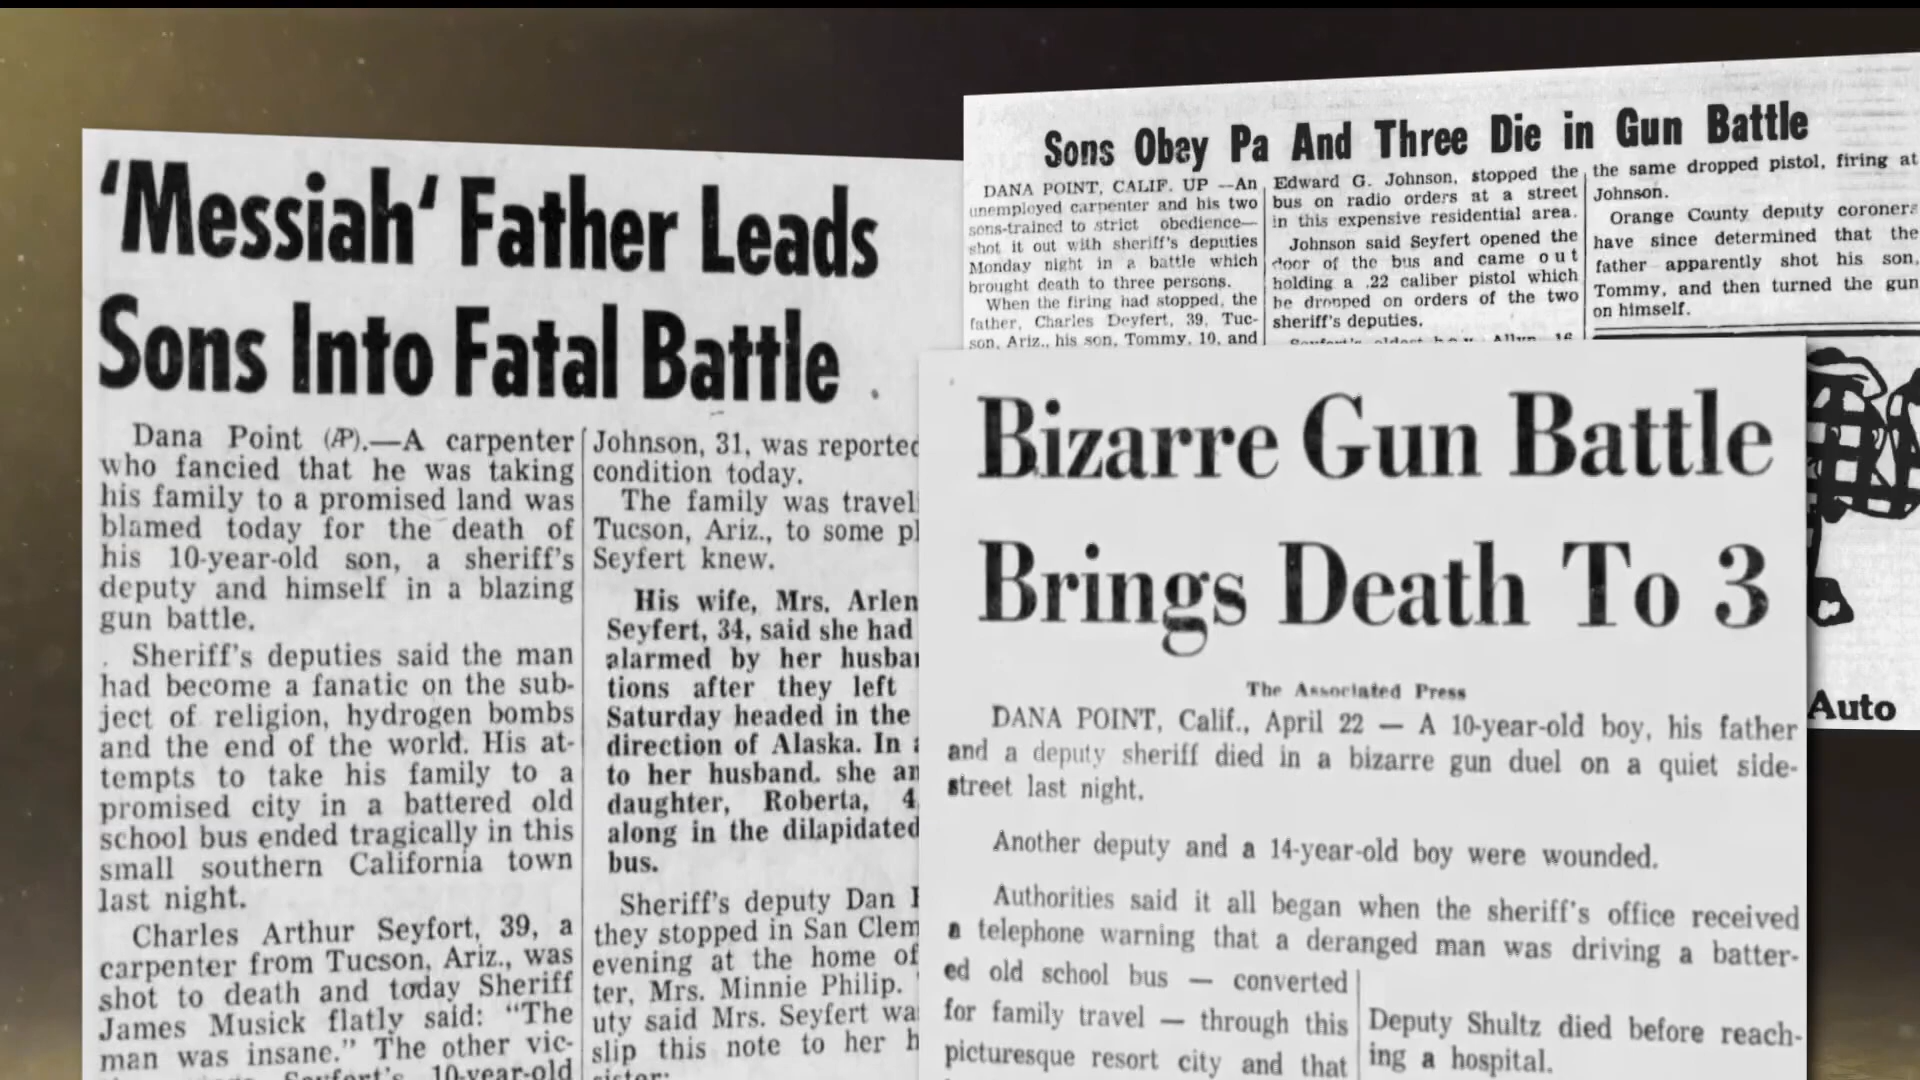 'Messiah' Father Leads
Sons Into Fatal Battle
Dana Point (AP).—A carpenter
who fancied that he was taking
his family to a promised land was
blamed today for the death of
his 10-year-old son, a sheriff's
deputy and himself in a blazing
gun battle.
Sheriff's deputies said the man
had become a fanatic on the sub-
ject of religion, hydrogen bombs
and the end of the world. His at-
tempts to take his family to a
promised city in a battered old
school bus ended tragically in this
small southern California town
last night.
Charles Arthur Seyfort, 39, a
carpenter from Tucson, Ariz., was
shot to death and today Sheriff
James Musick flatly said: "The
man was insane." The other vic-
10-year-old
Johnson, 31, was reported
condition today.
The family was travel
Tucson, Ariz., to some pl
Seyfert knew.
His wife, Mrs. Arlen
Seyfert, 34, said she had
alarmed by her husba
tions after they left
Saturday headed in the
direction of Alaska. In
to her husband, she an
daughter, Roberta, 4
along in the dilapidated
bus.
Sheriff's deputy Dan
they stopped in San Clem
evening at the home of
ter, Mrs. Minnie Philip.
uty said Mrs. Seyfert wa
slip this note to her h
sister:
Sons Obey Pa And Three Die in Gun Battle
DANA POINT, CALIF. UP —An
unemployed carpenter and his two
sons-trained to strict obedience—
shot it out with sheriff's deputies
Monday night in a battle which
brought death to three persons.
When the firing had stopped, the
father, Charles Deyfert, 39, Tuc-
son, Ariz., his son, Tommy, 10, and
Edward G. Johnson, stopped the
bus on radio orders at a street
in this expensive residential area.
Johnson said Seyfert opened the
door of the bus and came out
holding a .22 caliber pistol which
he dropped on orders of the two
sheriff's deputies.
the same dropped pistol, firing at
Johnson.
Orange County deputy coroners
have since determined that the
father apparently shot his son,
Tommy, and then turned the gun
on himself.
Bizarre Gun Battle
Brings Death To 3
The Associated Press
DANA POINT, Calif., April 22 — A 10-year-old boy, his father
and a deputy sheriff died in a bizarre gun duel on a quiet side-
street last night.
Another deputy and a 14-year-old boy were wounded.
Authorities said it all began when the sheriff's office received
a telephone warning that a deranged man was driving a batter-
ed old school bus — converted
for family travel — through this
picturesque resort city and that
Deputy Shultz died before reach-
ing a hospital.
Auto